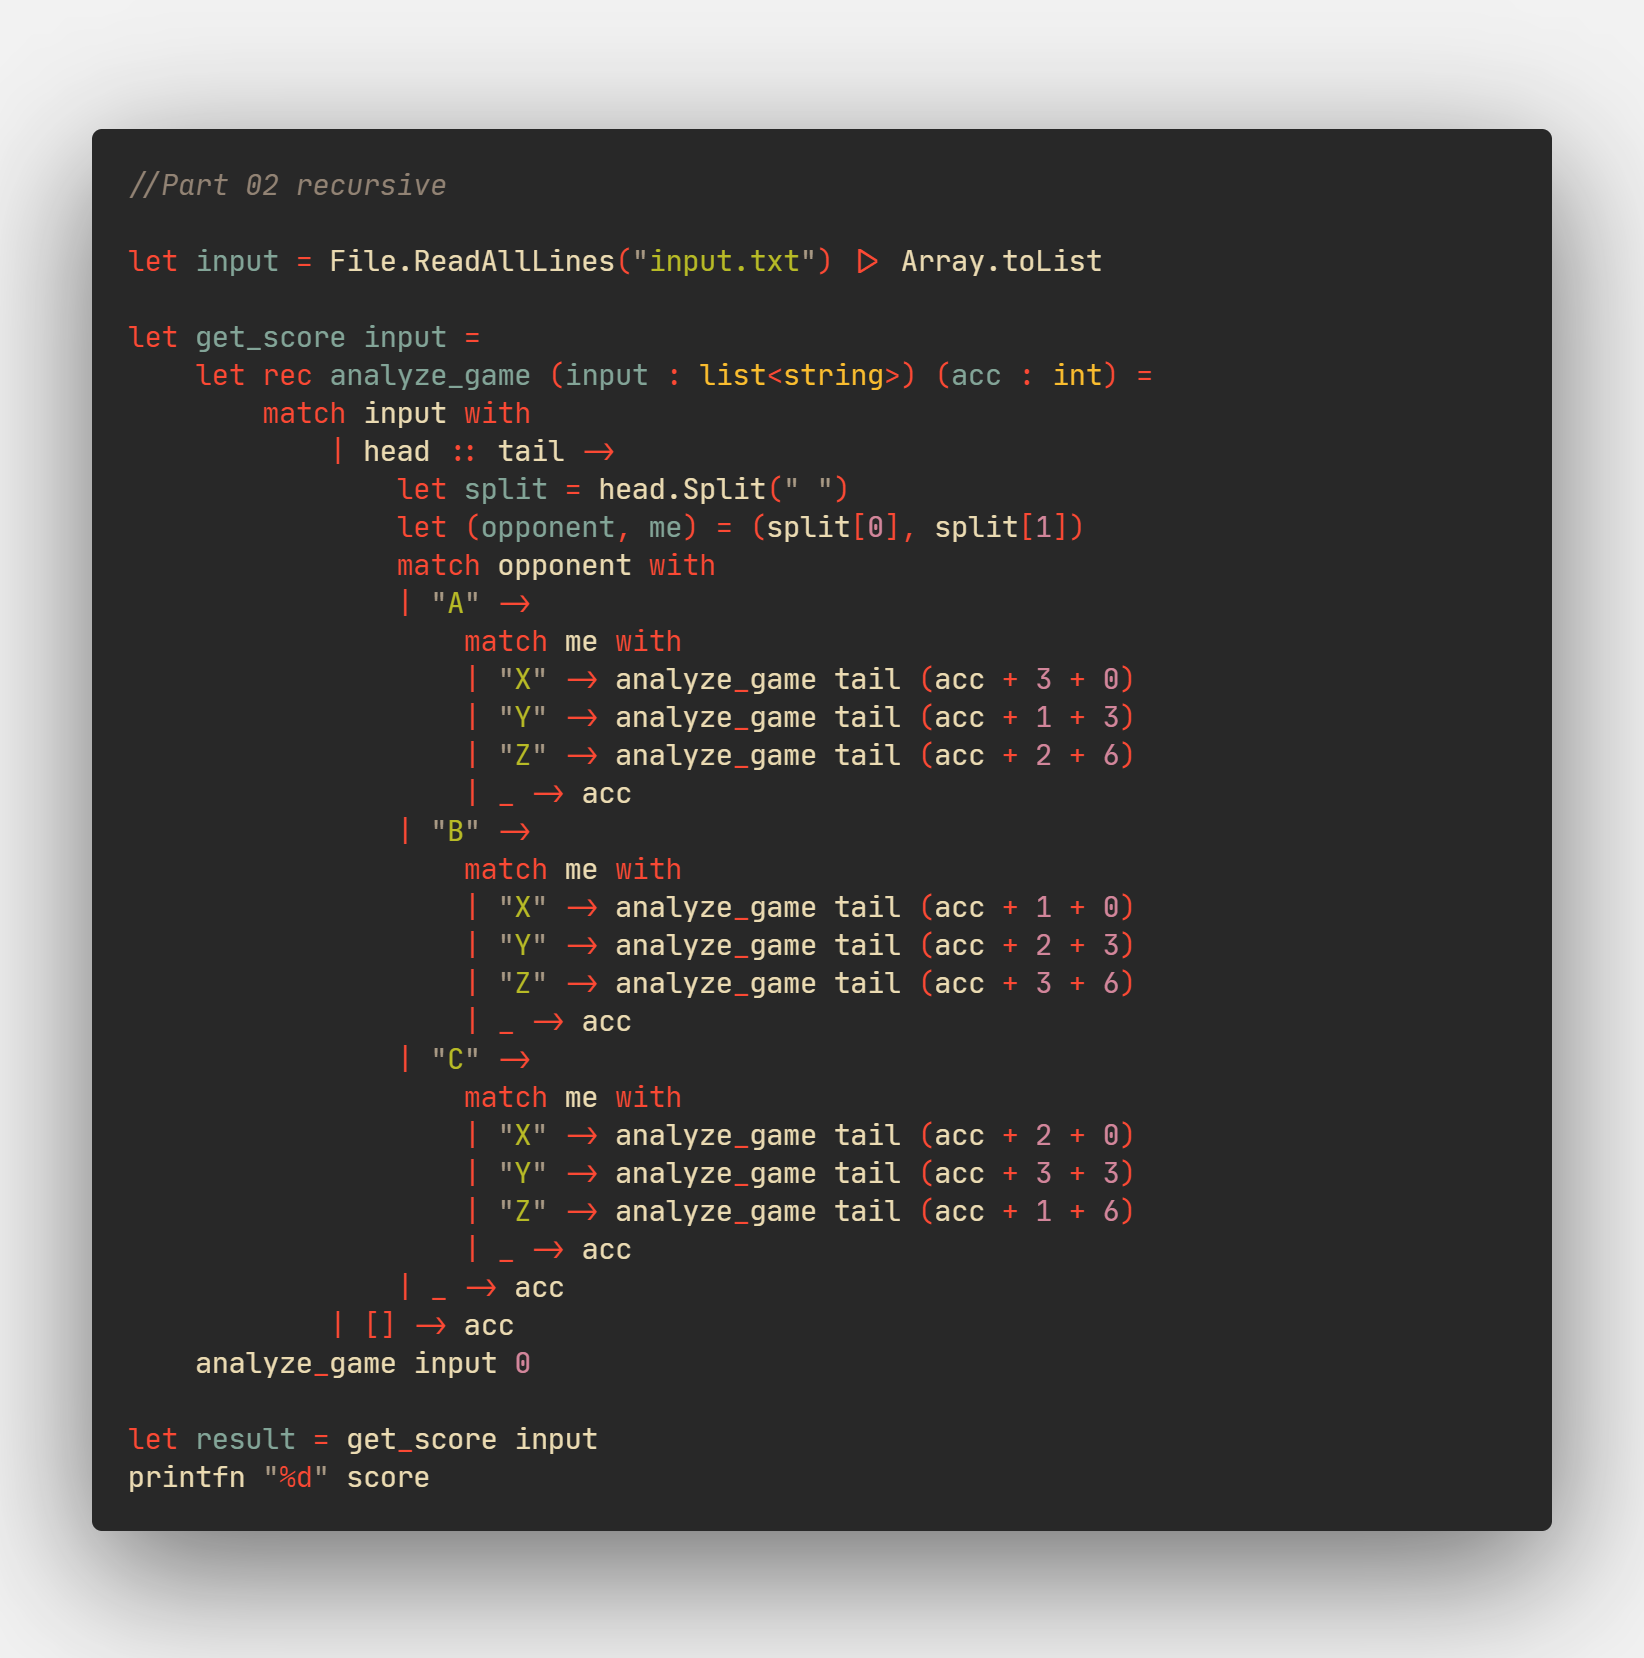 //Part 02 recursive
let input = File.ReadAllLines("input.txt") |> Array.toList
let get_score input =
    let rec analyze_game (input : list<string>) (acc : int) =
        match input with
            | head :: tail ->
                let split = head.Split(" ")
                let (opponent, me) = (split[0], split[1])
                match opponent with
                | "A" ->
                    match me with
                    | "X" -> analyze_game tail (acc + 3 + 0)
                    | "Y" -> analyze_game tail (acc + 1 + 3)
                    | "Z" -> analyze_game tail (acc + 2 + 6)
                    | _ -> acc
                | "B" ->
                    match me with
                    | "X" -> analyze_game tail (acc + 1 + 0)
                    | "Y" -> analyze_game tail (acc + 2 + 3)
                    | "Z" -> analyze_game tail (acc + 3 + 6)
                    | _ -> acc
                | "C" ->
                    match me with
                    | "X" -> analyze_game tail (acc + 2 + 0)
                    | "Y" -> analyze_game tail (acc + 3 + 3)
                    | "Z" -> analyze_game tail (acc + 1 + 6)
                    | _ -> acc
                | _ -> acc
            | [] -> acc
    analyze_game input 0
let result = get_score input
printfn "%d" score